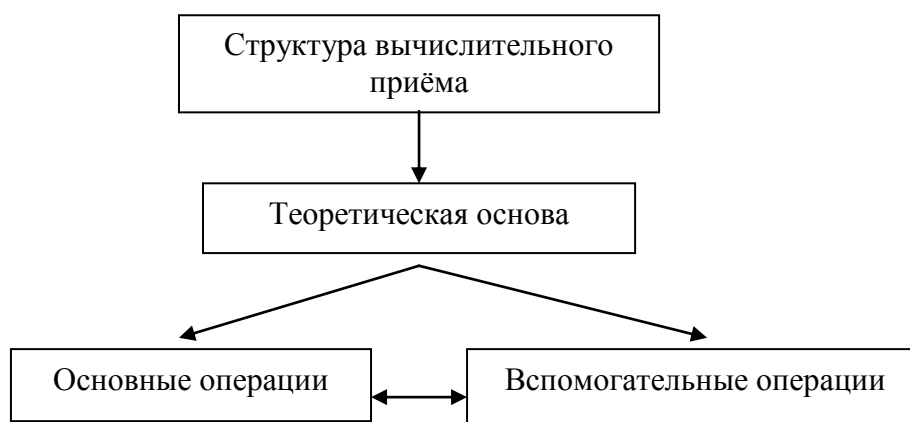 Структура вычислительного
приёма
Теоретическая основа
Основные операции
Вспомогательные операции